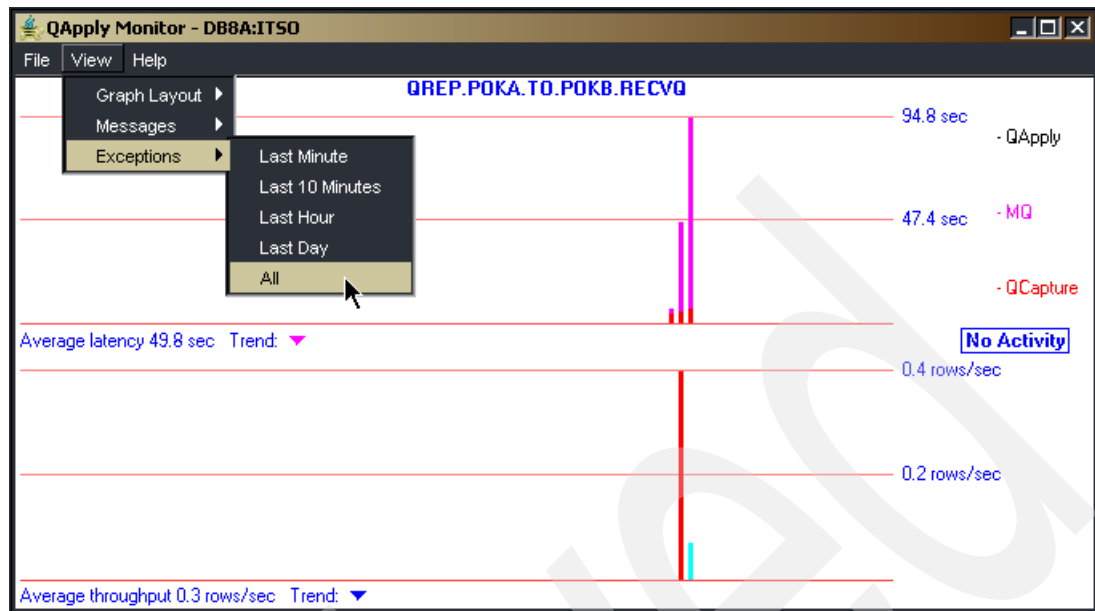 QApply Monitor - DB8A:ITSO
File View Help
Graph Layout
Messages
Exceptions
Last Minute
Last 10 Minutes
Last Hour
Last Day
All
QREP.POKA.TO.POKB.RECVQ
94.8 sec
- QApply
47.4 sec
- MQ
- QCapture
Average latency 49.8 sec Trend:
No Activity
0.4 rows/sec
0.2 rows/sec
Average throughput 0.3 rows/sec Trend: